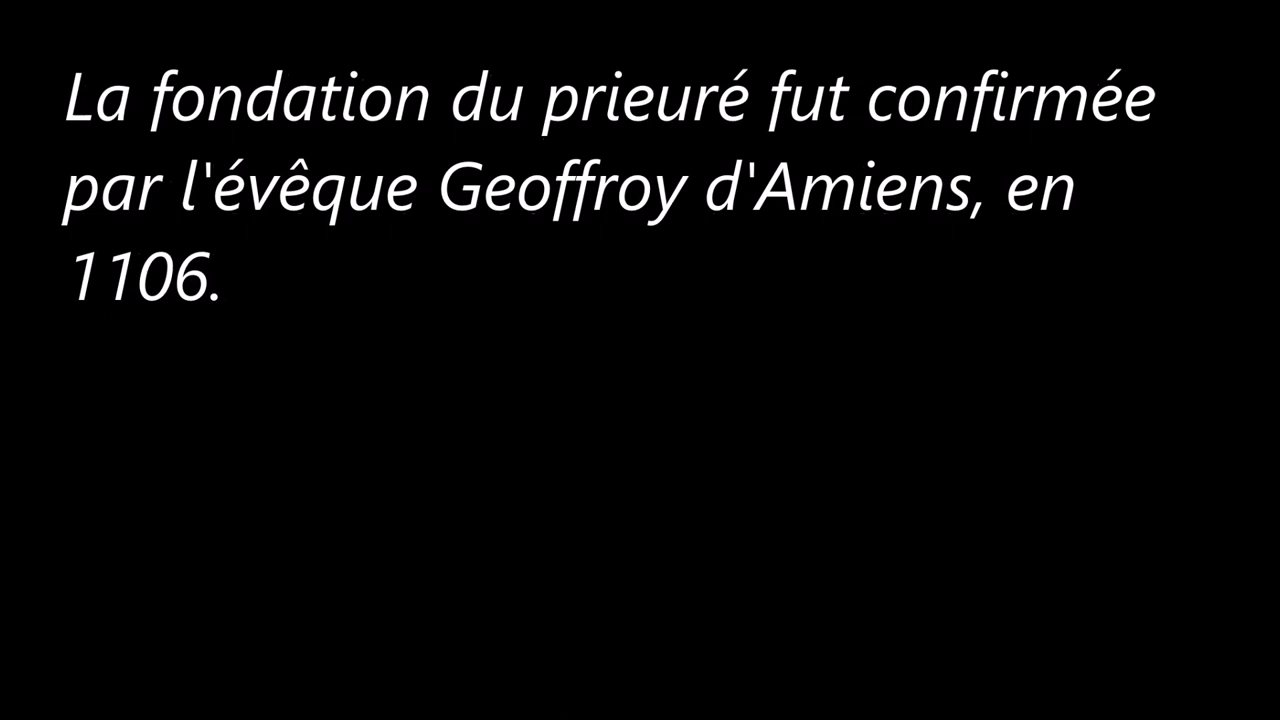 La fondation du prieuré fut confirmée
par l'évêque Geoffroy d'Amiens, en
1106.